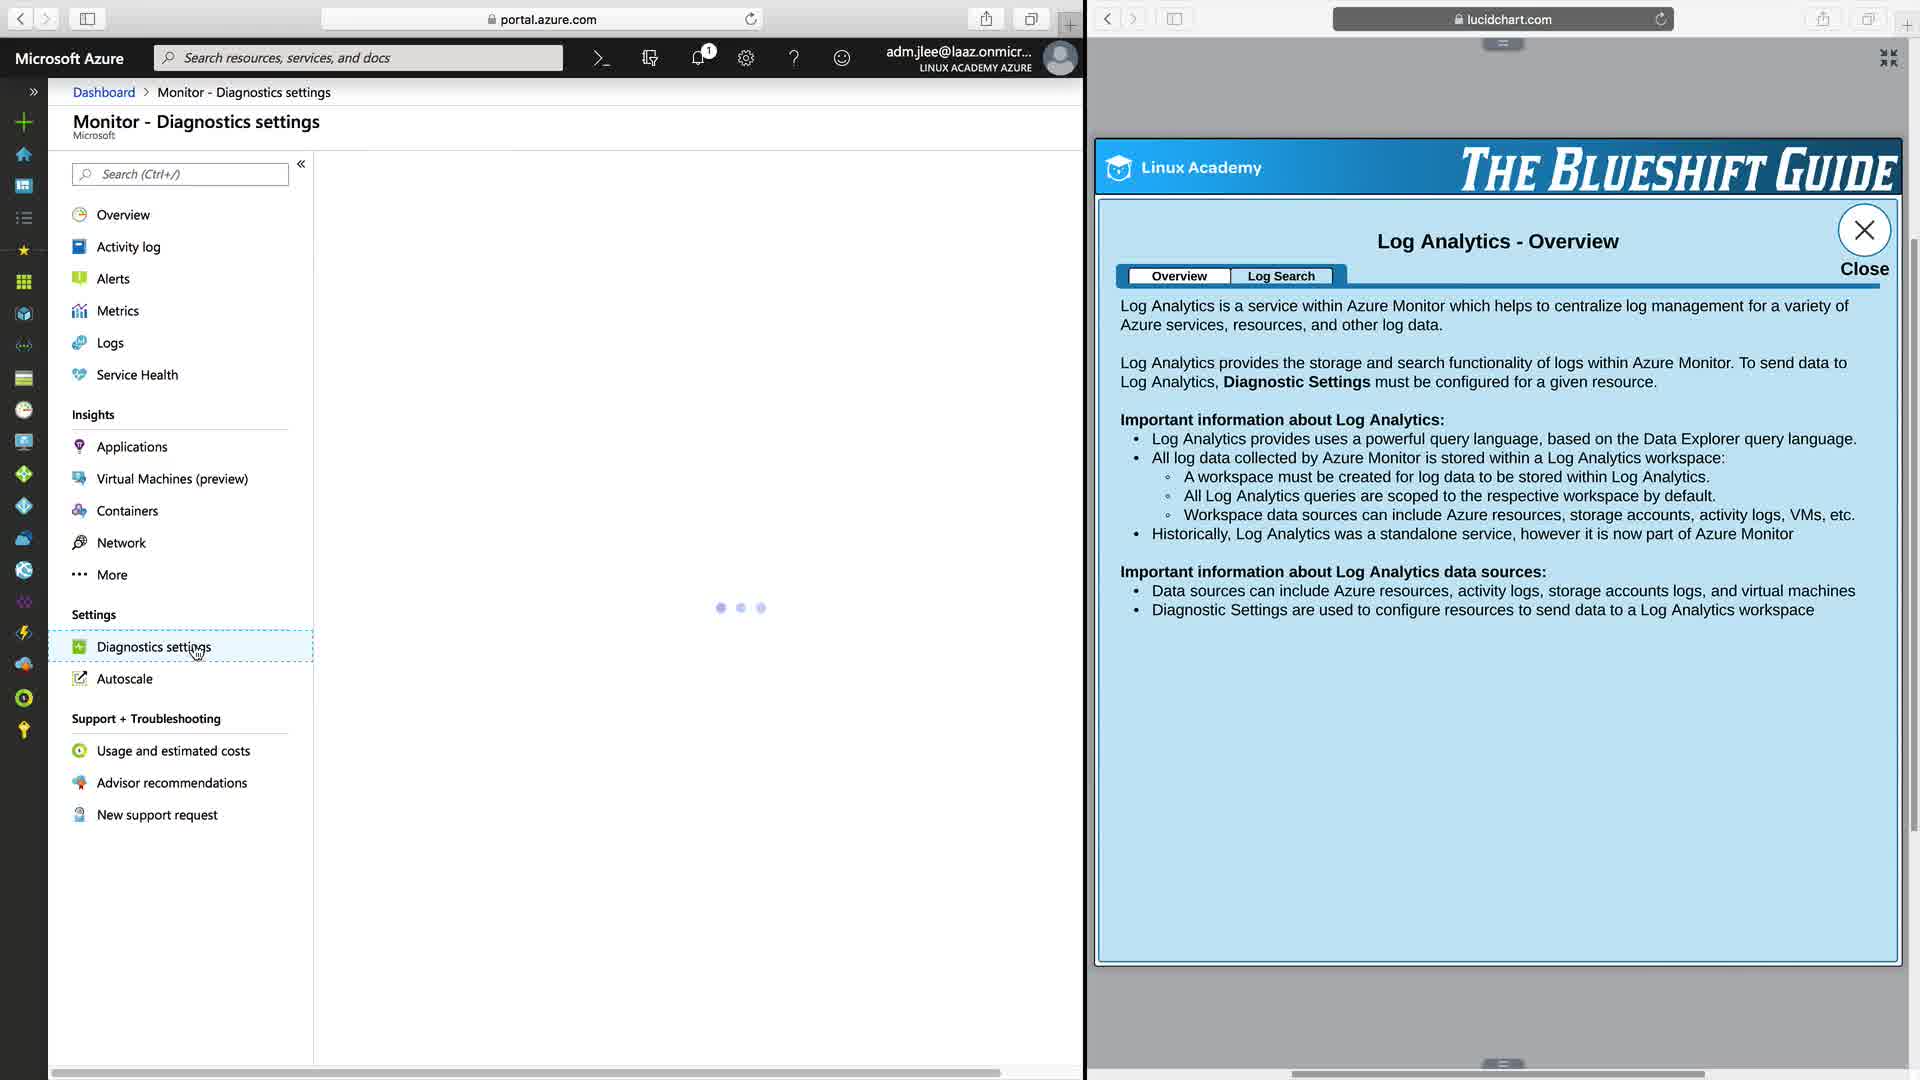 portal.azure.com
Microsoft Azure
Search resources, services, and docs
1
adm.jlee@laaz.onmicr...
LINUX ACADEMY AZURE
Dashboard > Monitor - Diagnostics settings
Monitor - Diagnostics settings
Microsoft
Search (Ctrl+/)
Overview
Activity log
Alerts
Metrics
Logs
Service Health
Insights
Applications
Virtual Machines (preview)
Containers
Network
More
Settings
Diagnostics settings
Autoscale
Support + Troubleshooting
Usage and estimated costs
Advisor recommendations
New support request
lucidchart.com
Linux Academy
THE BLUESHIFT GUIDE
Log Analytics - Overview
Close
Overview
Log Search
Log Analytics is a service within Azure Monitor which helps to centralize log management for a variety of
Azure services, resources, and other log data.
Log Analytics provides the storage and search functionality of logs within Azure Monitor. To send data to
Log Analytics, Diagnostic Settings must be configured for a given resource.
Important information about Log Analytics:
• Log Analytics provides uses a powerful query language, based on the Data Explorer query language.
• All log data collected by Azure Monitor is stored within a Log Analytics workspace:
◦ A workspace must be created for log data to be stored within Log Analytics.
◦ All Log Analytics queries are scoped to the respective workspace by default.
◦ Workspace data sources can include Azure resources, storage accounts, activity logs, VMs, etc.
• Historically, Log Analytics was a standalone service, however it is now part of Azure Monitor
Important information about Log Analytics data sources:
• Data sources can include Azure resources, activity logs, storage accounts logs, and virtual machines
• Diagnostic Settings are used to configure resources to send data to a Log Analytics workspace